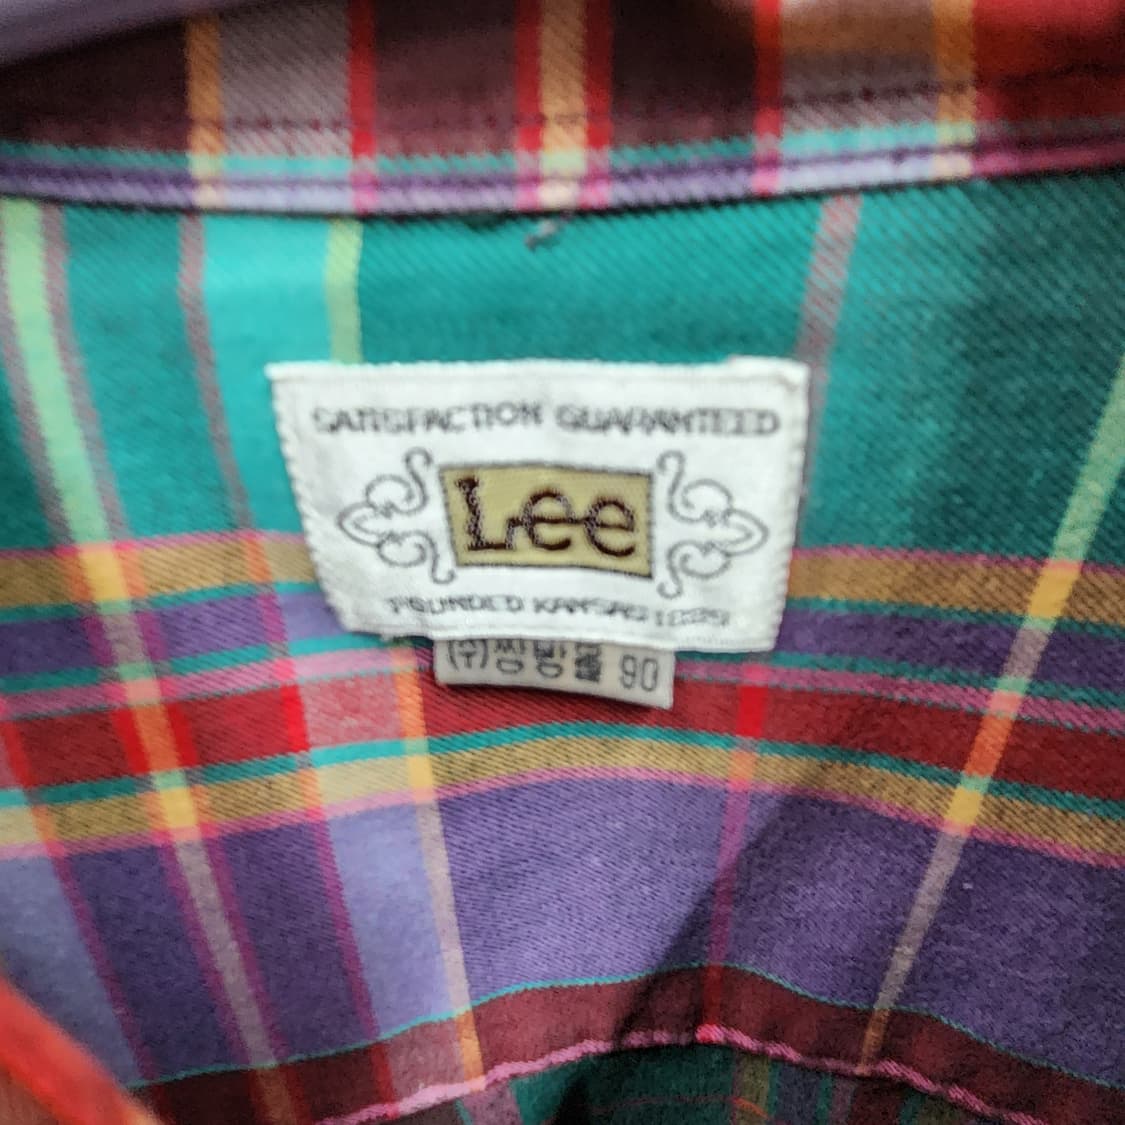 SATISFACTION GUARANTEED
Lee
FOUNDED KANSAS 1889
(주)쌍방울 90